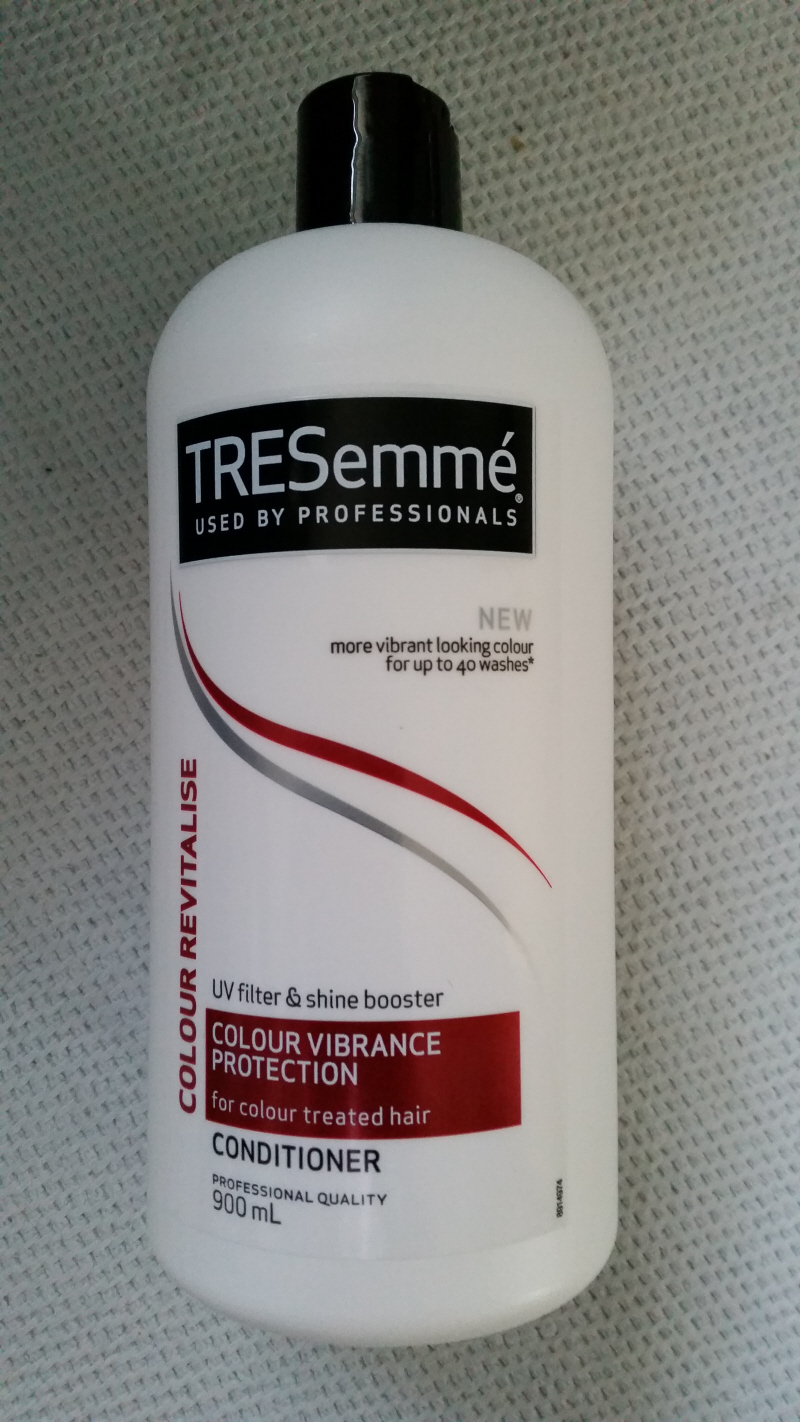 TRESemmé®
USED BY PROFESSIONALS
NEW
more vibrant looking colour
for up to 40 washes*
COLOUR REVITALISE
UV filter & shine booster
COLOUR VIBRANCE
PROTECTION
for colour treated hair
CONDITIONER
PROFESSIONAL QUALITY
900 mL